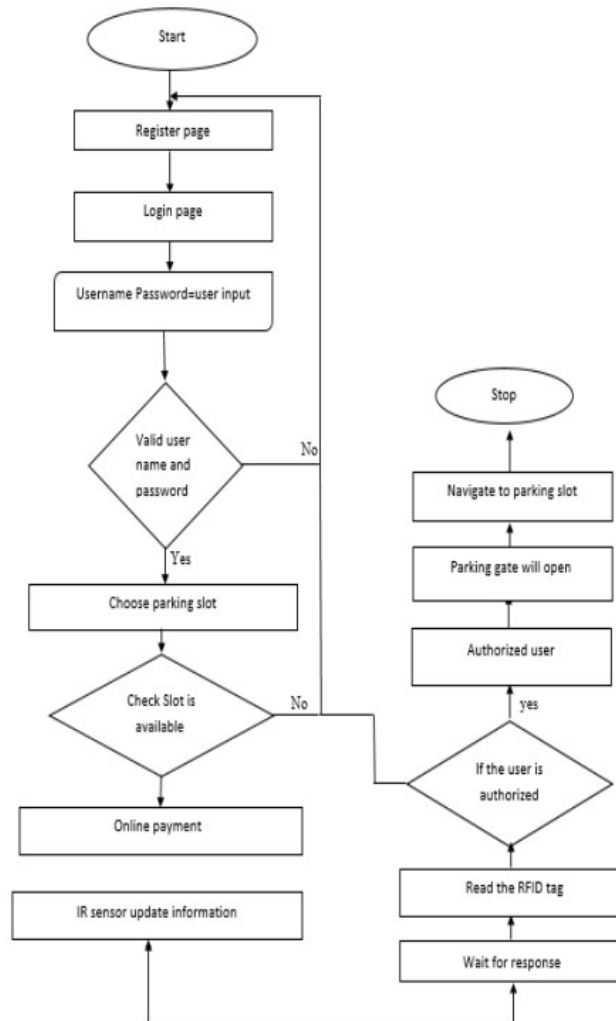 Start
Register page
Login page
Username Password=user input
Valid user
name and
password
No
Yes
Choose parking slot
Check Slot is
available
No
Online payment
IR sensor update information
Stop
Navigate to parking slot
Parking gate will open
Authorized user
yes
If the user is
authorized
Read the RFID tag
Wait for response